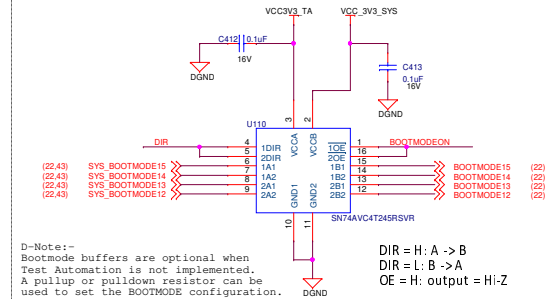 VCC3V3_TA
VCC_3V3_SYS
C412
0.1uF
16V
DGND
C413
0.1uF
16V
DGND
3
2
U110
VCCA
VCCB
DIR
4
1DIR
1OE
1
BOOTMODEON
5
2DIR
2OE
16
(22,43)
SYS_BOOTMODE15
6
1A1
1B1
15
BOOTMODE15
(22)
(22,43)
SYS_BOOTMODE14
7
1A2
1B2
14
BOOTMODE14
(22)
(22,43)
SYS_BOOTMODE13
8
2A1
2B1
13
BOOTMODE13
(22)
(22,43)
SYS_BOOTMODE12
9
2A2
2B2
12
BOOTMODE12
(22)
GND1
GND2
10
11
SN74AVC4T245RSVR
DGND
D-Note:-
Bootmode buffers are optional when
Test Automation is not implemented.
A pullup or pulldown resistor can be
used to set the BOOTMODE configuration.
DIR = H: A -> B
DIR = L: B -> A
OE = H: output = Hi-Z